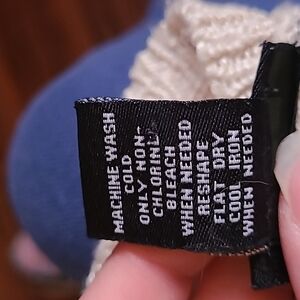 MACHINE WASH
COLD
ONLY NON-
CHLORINE
BLEACH
WHEN NEEDED
RESHAPE
FLAT DRY
COOL IRON
WHEN NEEDED